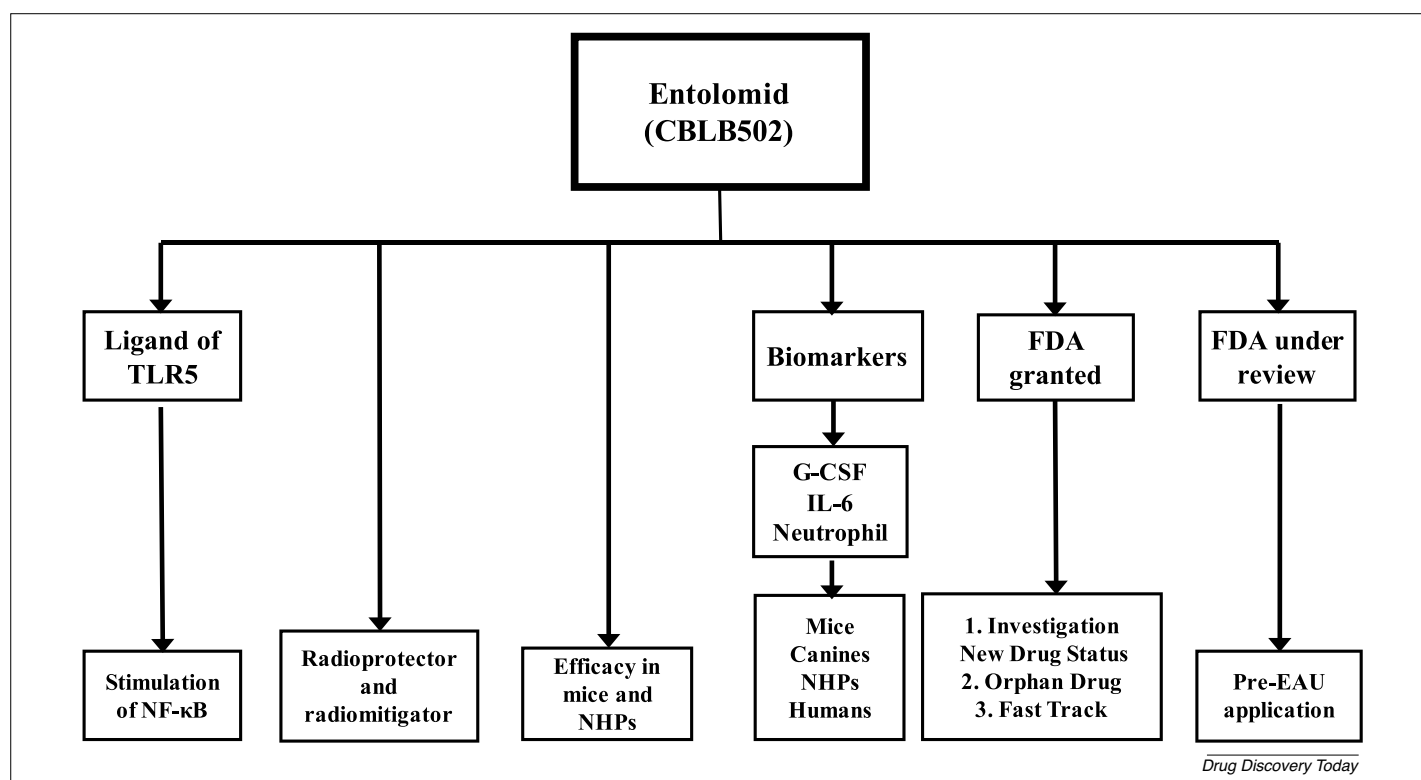 Entolomid
(CBLB502)
Ligand of
TLR5
Biomarkers
FDA
granted
FDA under
review
G-CSF
IL-6
Neutrophil
Stimulation
of NF-κB
Radioprotector
and
radiomitigator
Efficacy in
mice and
NHPs
Mice
Canines
NHPs
Humans
1. Investigation
New Drug Status
2. Orphan Drug
3. Fast Track
Pre-EAU
application
Drug Discovery Today